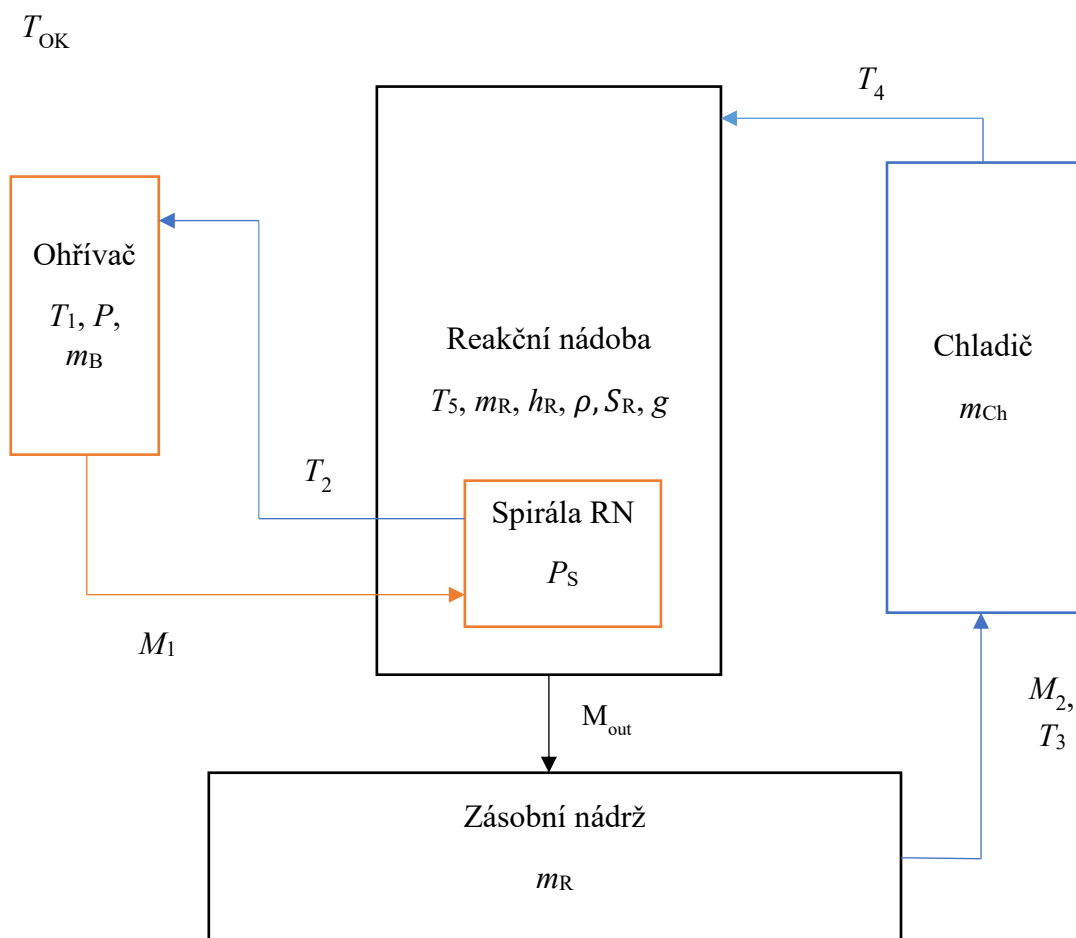 T_OK
T_4
Ohřívač
T_1, P,
m_B
Reakční nádoba
T_5, m_R, h_R, ρ, S_R, g
Chladič
m_Ch
T_2
Spirála RN
P_S
M_1
M_2,
T_3
M_out
Zásobní nádrž
m_R